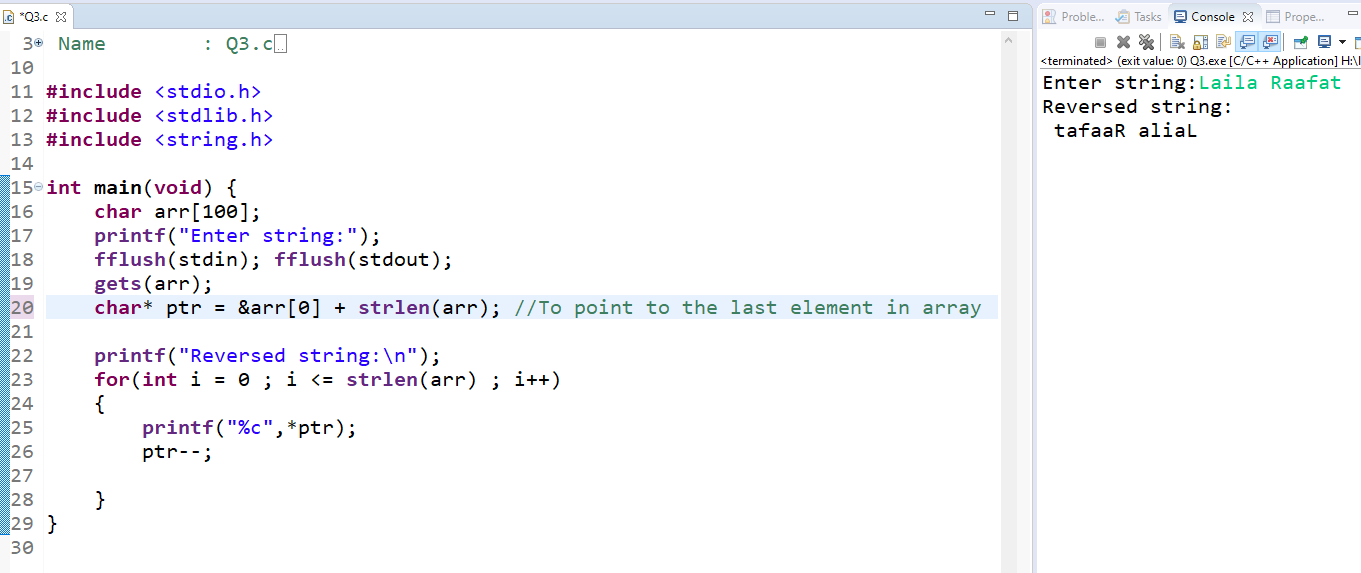 *Q3.c
3 Name : Q3.c
10
11 #include <stdio.h>
12 #include <stdlib.h>
13 #include <string.h>
14
15 int main(void) {
16 char arr[100];
17 printf("Enter string:");
18 fflush(stdin); fflush(stdout);
19 gets(arr);
20 char* ptr = &arr[0] + strlen(arr); //To point to the last element in array
21
22 printf("Reversed string:\n");
23 for(int i = 0 ; i <= strlen(arr) ; i++)
24 {
25 printf("%c",*ptr);
26 ptr--;
27
28 }
29 }
30
Proble... Tasks Console Prope...
<terminated> (exit value: 0) Q3.exe [C/C++ Application] H:\
Enter string:Laila Raafat
Reversed string:
tafaaR aliaL